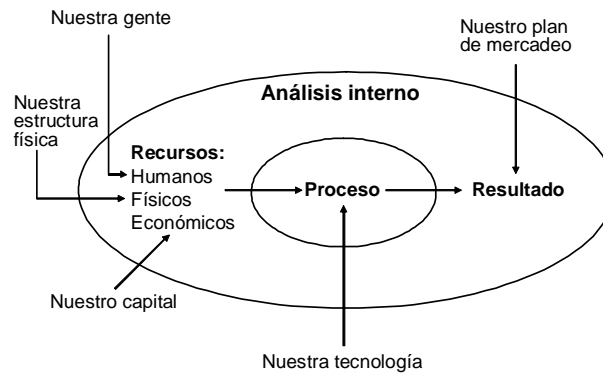 Nuestra gente
Nuestro plan
de mercadeo
Análisis interno
Nuestra
estructura
física
Recursos:
Humanos
Físicos
Económicos
Proceso
Resultado
Nuestro capital
Nuestra tecnología